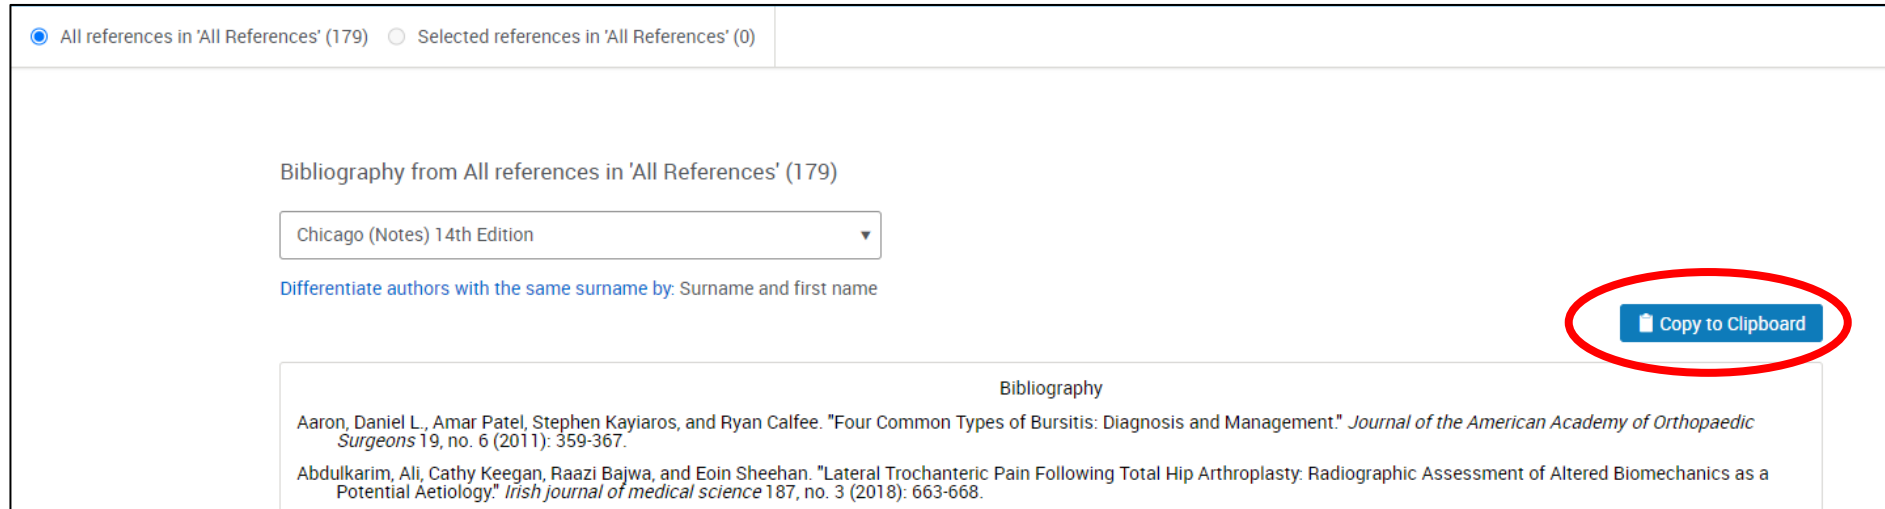 All references in 'All References' (179) Selected references in 'All References' (0)
Bibliography from All references in 'All References' (179)
Chicago (Notes) 14th Edition
Differentiate authors with the same surname by: Surname and first name
Copy to Clipboard
Bibliography
Aaron, Daniel L., Amar Patel, Stephen Kayiaros, and Ryan Calfee. "Four Common Types of Bursitis: Diagnosis and Management." Journal of the American Academy of Orthopaedic
Surgeons 19, no. 6 (2011): 359-367.
Abdulkarim, Ali, Cathy Keegan, Raazi Bajwa, and Eoin Sheehan. "Lateral Trochanteric Pain Following Total Hip Arthroplasty: Radiographic Assessment of Altered Biomechanics as a
Potential Aetiology." Irish journal of medical science 187, no. 3 (2018): 663-668.